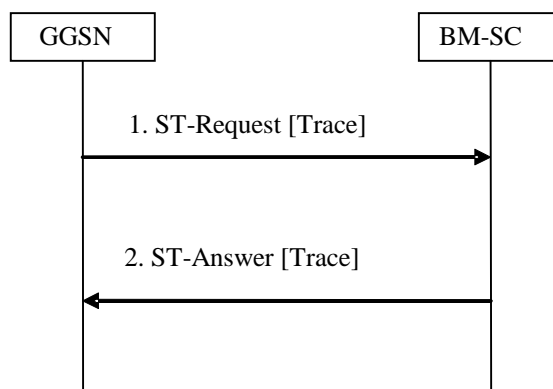 GGSN
BM-SC
1. ST-Request [Trace]
2. ST-Answer [Trace]